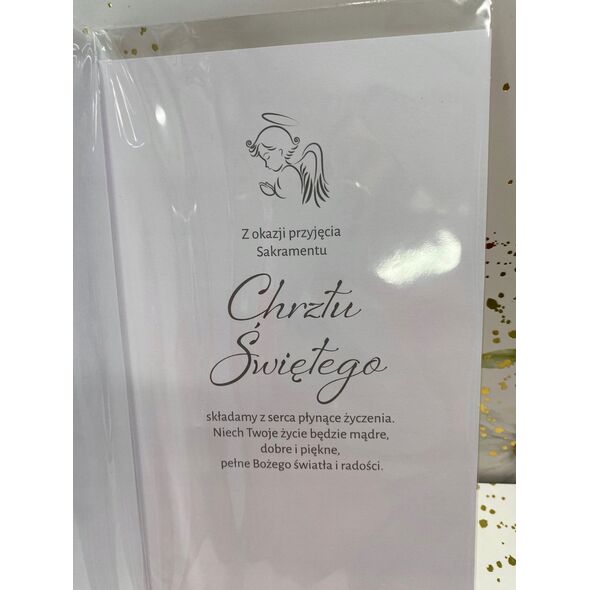 Z okazji przyjęcia
Sakramentu
Chrztu
Świętego
składamy z serca płynące życzenia.
Niech Twoje życie będzie mądre,
dobre i piękne,
pełne Bożego światła i radości.